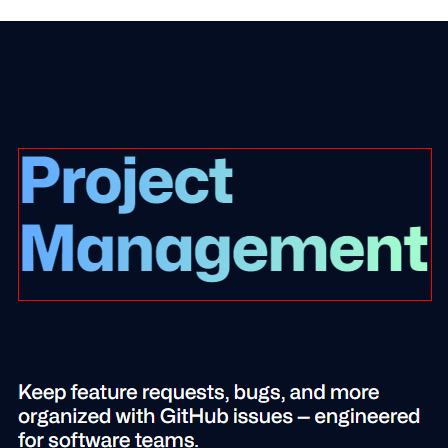 Project
Management
Keep feature requests, bugs, and more
organized with GitHub issues – engineered
for software teams.